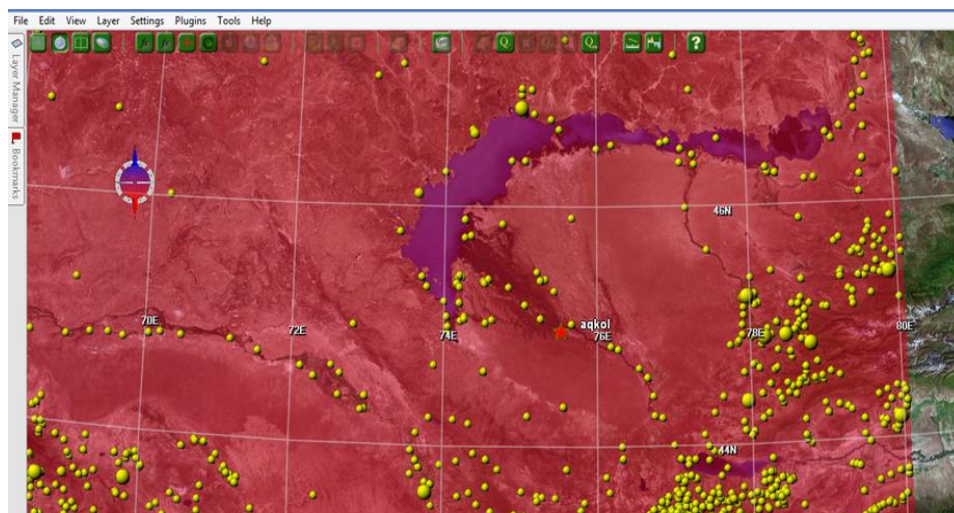 File Edit View Layer Settings Plugins Tools Help
Layer Manager
Bookmarks
46N
aqkol
70E
72E
74E
76E
78E
80E
44N